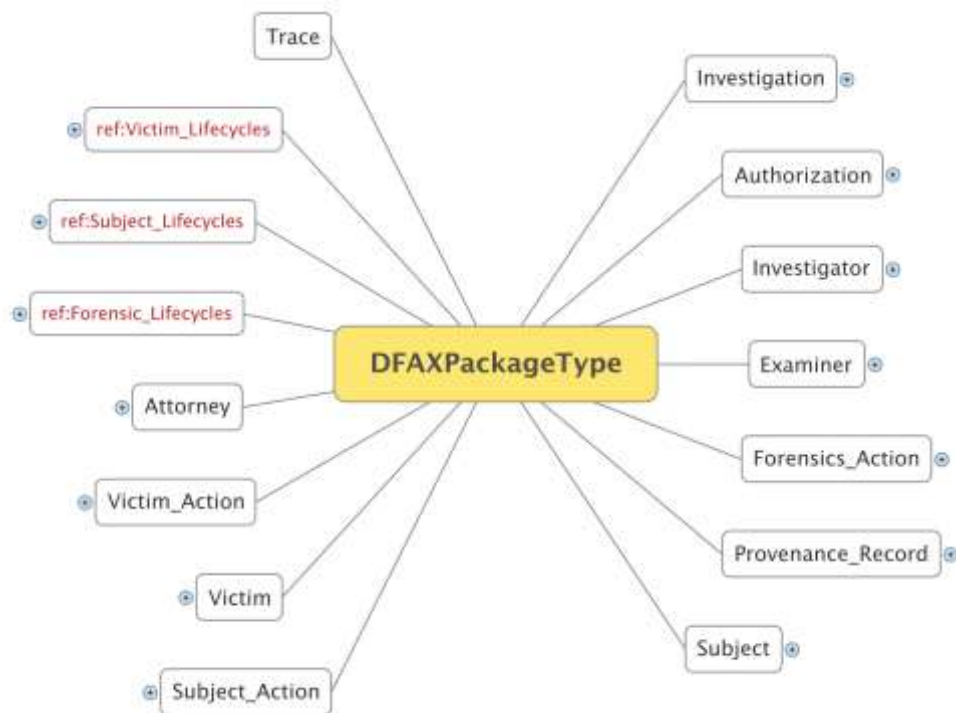 Trace
Investigation
ref:Victim_Lifecycles
Authorization
ref:Subject_Lifecycles
Investigator
ref:Forensic_Lifecycles
DFAXPackageType
Examiner
Attorney
Forensics_Action
Victim_Action
Provenance_Record
Victim
Subject
Subject_Action